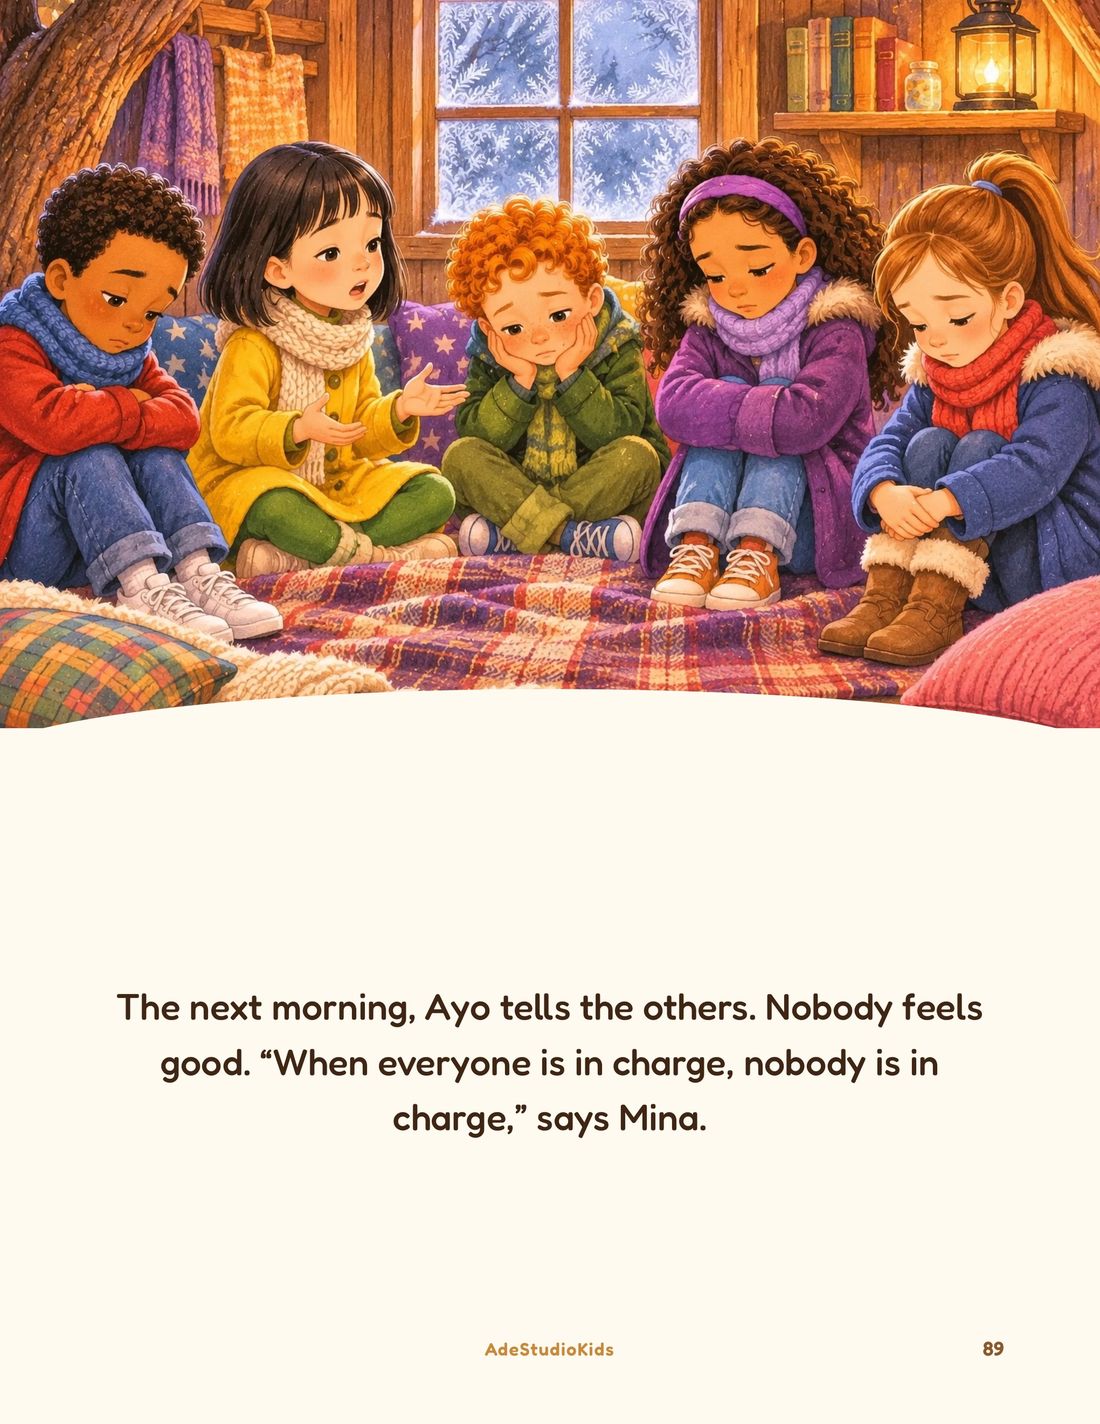 The next morning, Ayo tells the others. Nobody feels
good. “When everyone is in charge, nobody is in
charge,” says Mina.
AdeStudioKids
89